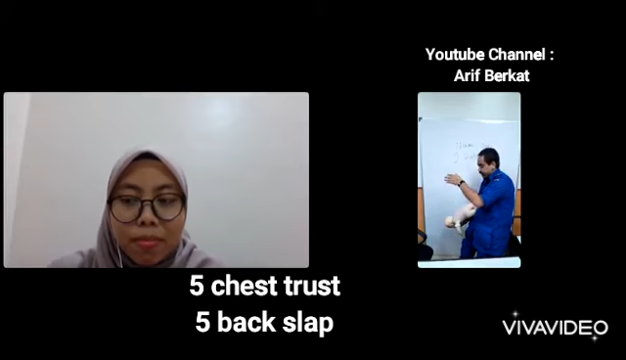 Youtube Channel :
Arif Berkat
5 chest trust
5 back slap
VIVAVIDEO